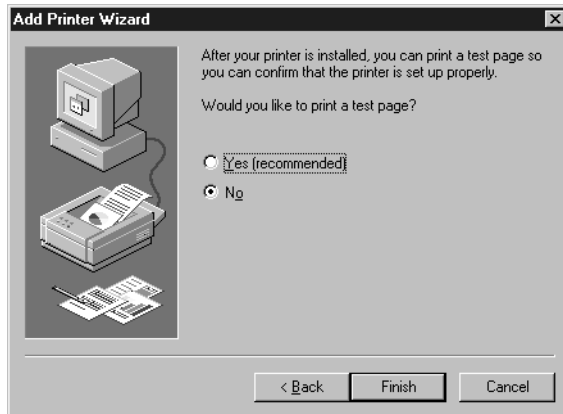 Add Printer Wizard
After your printer is installed, you can print a test page so
you can confirm that the printer is set up properly.
Would you like to print a test page?
Yes (recommended)
No
< Back Finish Cancel